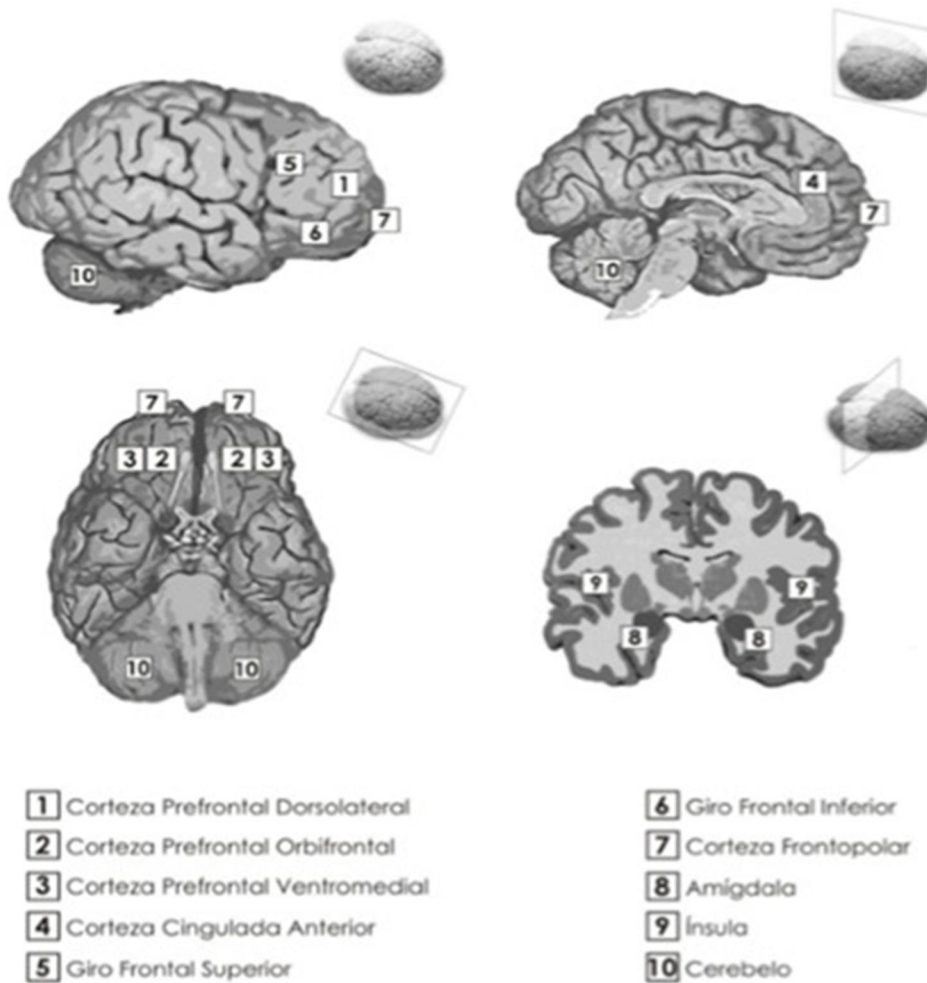 5
1
7
6
10
4
7
10
7 7
3 2 2 3
10 10
9 9
8 8
1 Corteza Prefrontal Dorsolateral
2 Corteza Prefrontal Orbifrontal
3 Corteza Prefrontal Ventromedial
4 Corteza Cingulada Anterior
5 Giro Frontal Superior
6 Giro Frontal Inferior
7 Corteza Frontopolar
8 Amígdala
9 Ínsula
10 Cerebelo